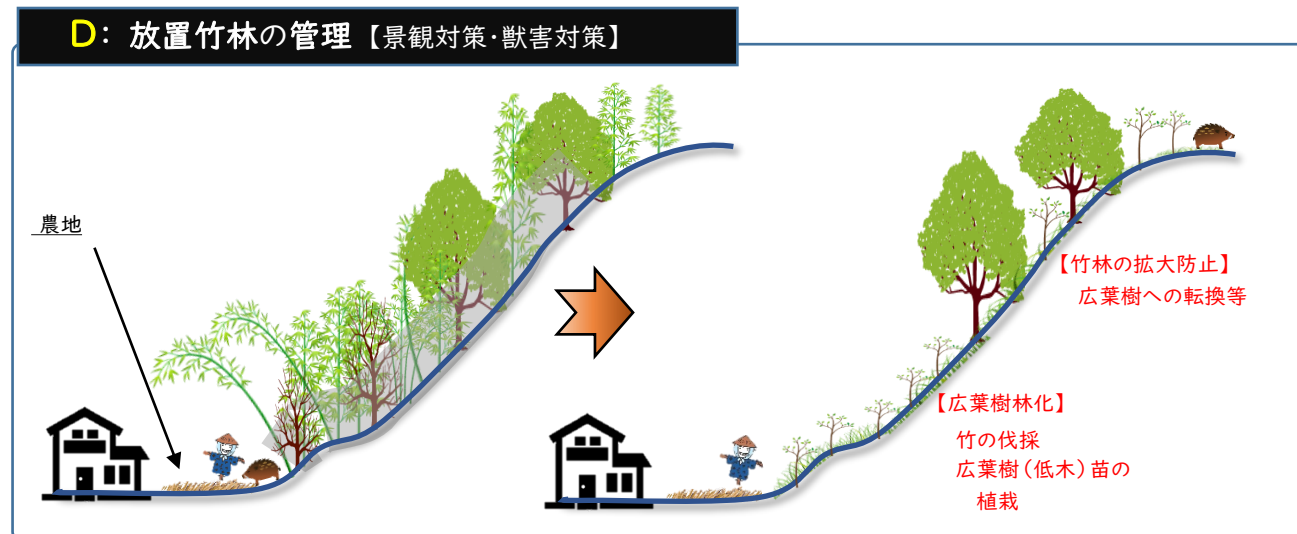 D: 放置竹林の管理【景観対策・獣害対策】
農地
【竹林の拡大防止】
広葉樹への転換等
【広葉樹林化】
竹の伐採
広葉樹(低木)苗の
植栽